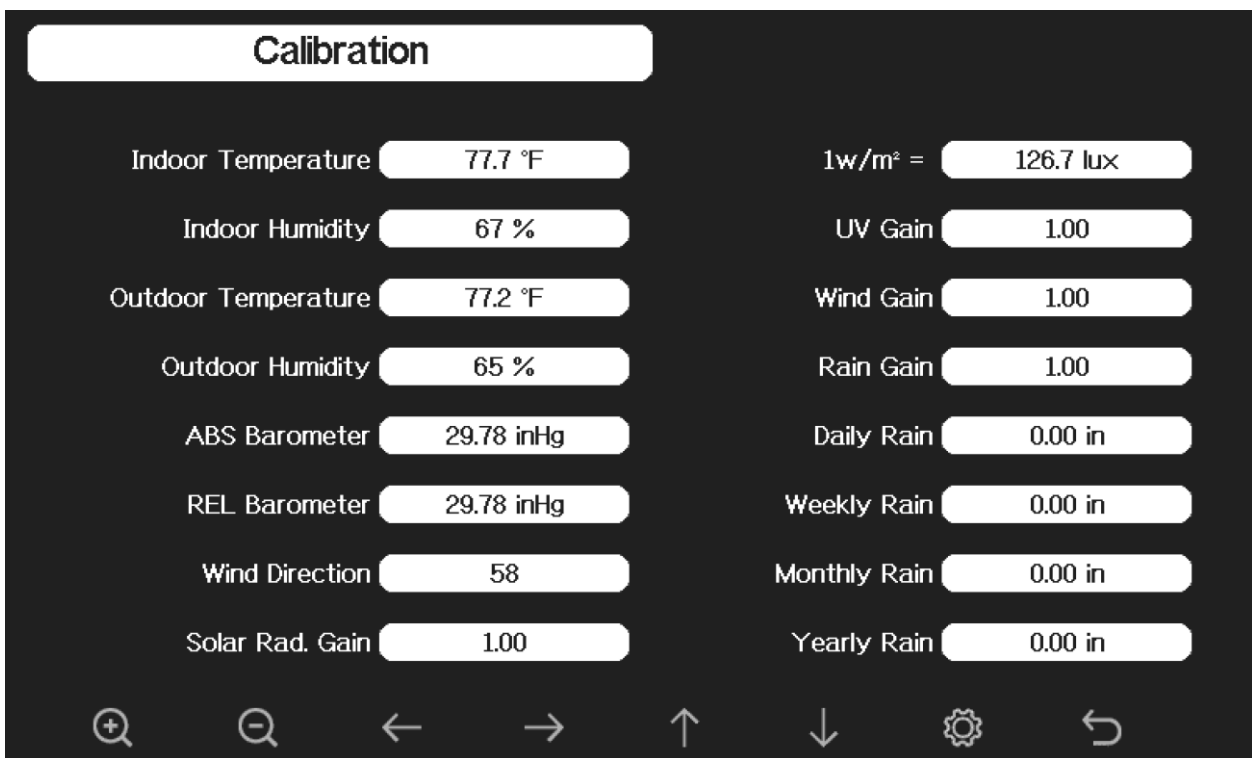 Calibration
Indoor Temperature 77.7 °F
Indoor Humidity 67 %
Outdoor Temperature 77.2 °F
Outdoor Humidity 65 %
ABS Barometer 29.78 inHg
REL Barometer 29.78 inHg
Wind Direction 58
Solar Rad. Gain 1.00
1w/m² = 126.7 lux
UV Gain 1.00
Wind Gain 1.00
Rain Gain 1.00
Daily Rain 0.00 in
Weekly Rain 0.00 in
Monthly Rain 0.00 in
Yearly Rain 0.00 in